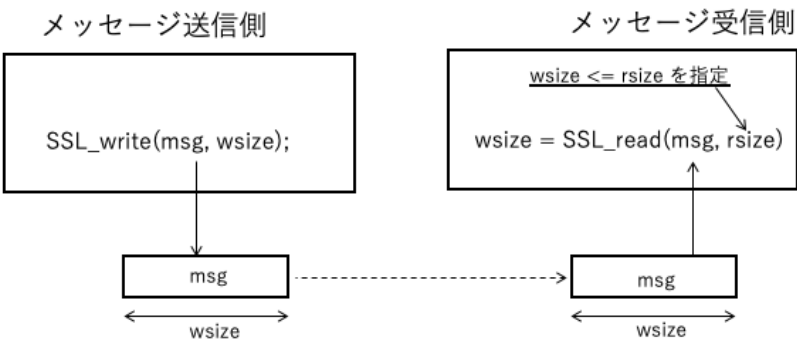 メッセージ送信側
メッセージ受信側
wsize <= rsize を指定
SSL_write(msg, wsize);
wsize = SSL_read(msg, rsize)
msg
msg
wsize
wsize